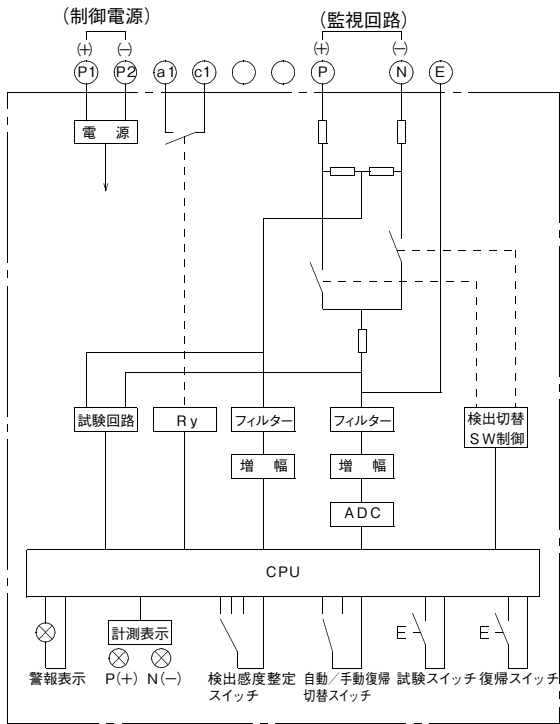 (制御電源)
(監視回路)
(+) (−)
(+) (−)
P1 P2 a1 c1 P N E
電 源
試験回路
Ry
フィルター
フィルター
検出切替
SW制御
増 幅
増 幅
ADC
CPU
計測表示
警報表示
P(+) N(−)
検出感度整定
スイッチ
自動/手動復帰
切替スイッチ
E
試験スイッチ
E
復帰スイッチ